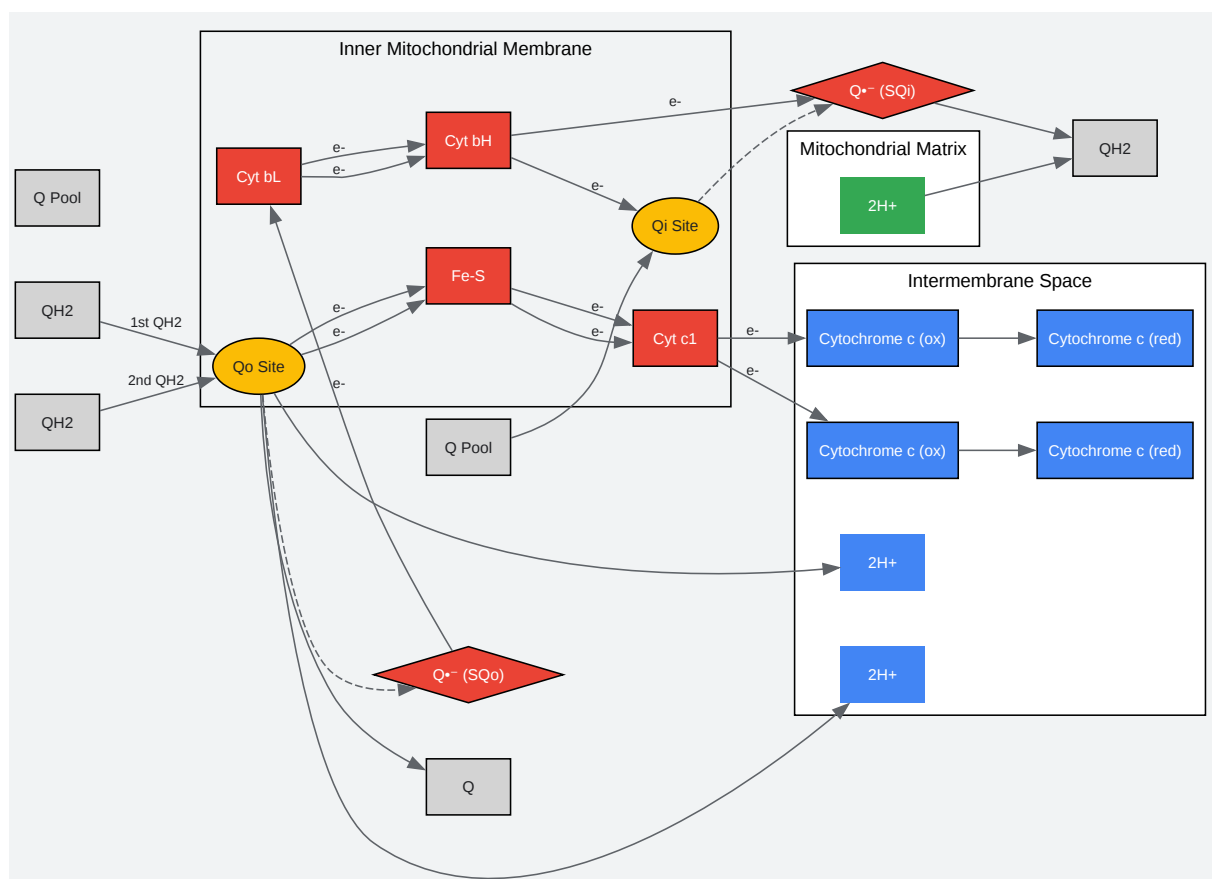 Inner Mitochondrial Membrane
Q•⁻ (SQi)
e-
Cyt bH
QH2
e-
Mitochondrial Matrix
Cyt bL
e-
e-
Q Pool
2H+
Qi Site
Fe-S
Intermembrane Space
QH2
1st QH2
e-
e-
e-
Cyt c1
e-
Cytochrome c (ox)
Cytochrome c (red)
e-
Qo Site
2nd QH2
e-
e-
QH2
Q Pool
Cytochrome c (ox)
Cytochrome c (red)
2H+
Q•⁻ (SQo)
2H+
Q